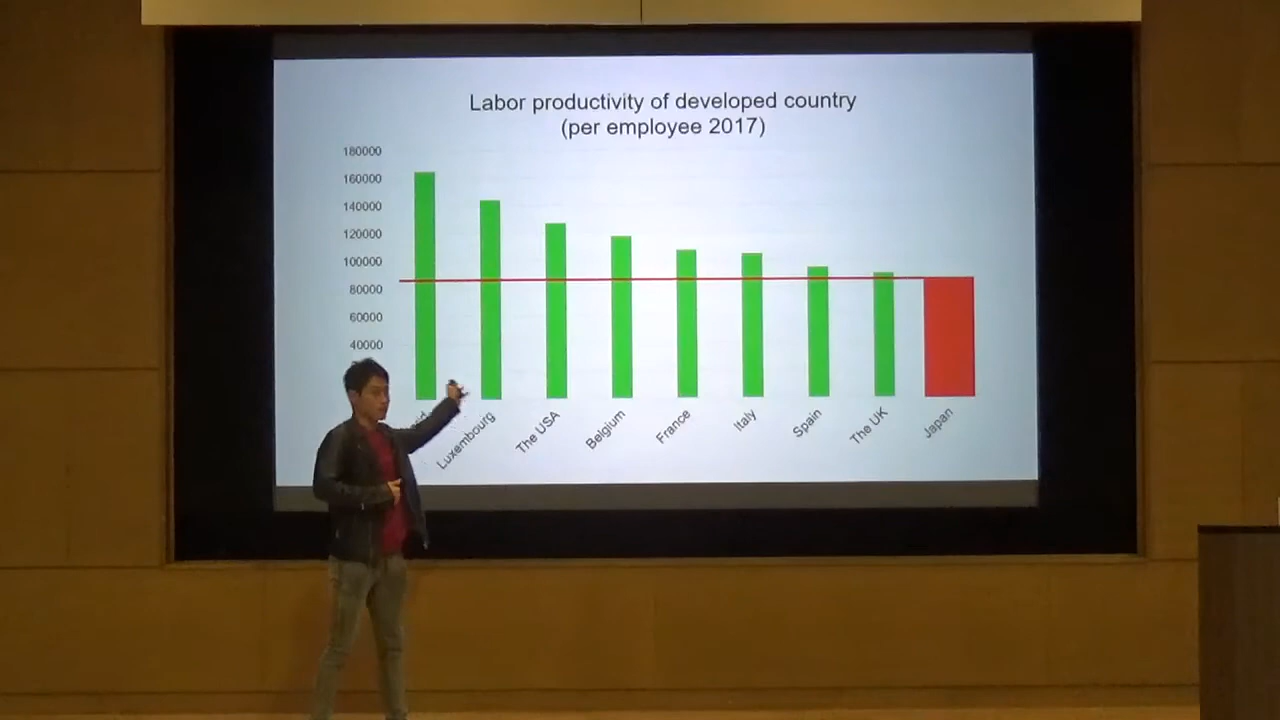 Labor productivity of developed country
(per employee 2017)
180000
160000
140000
120000
100000
80000
60000
40000
Luxembourg
The USA
Belgium
France
Italy
Spain
The UK
Japan